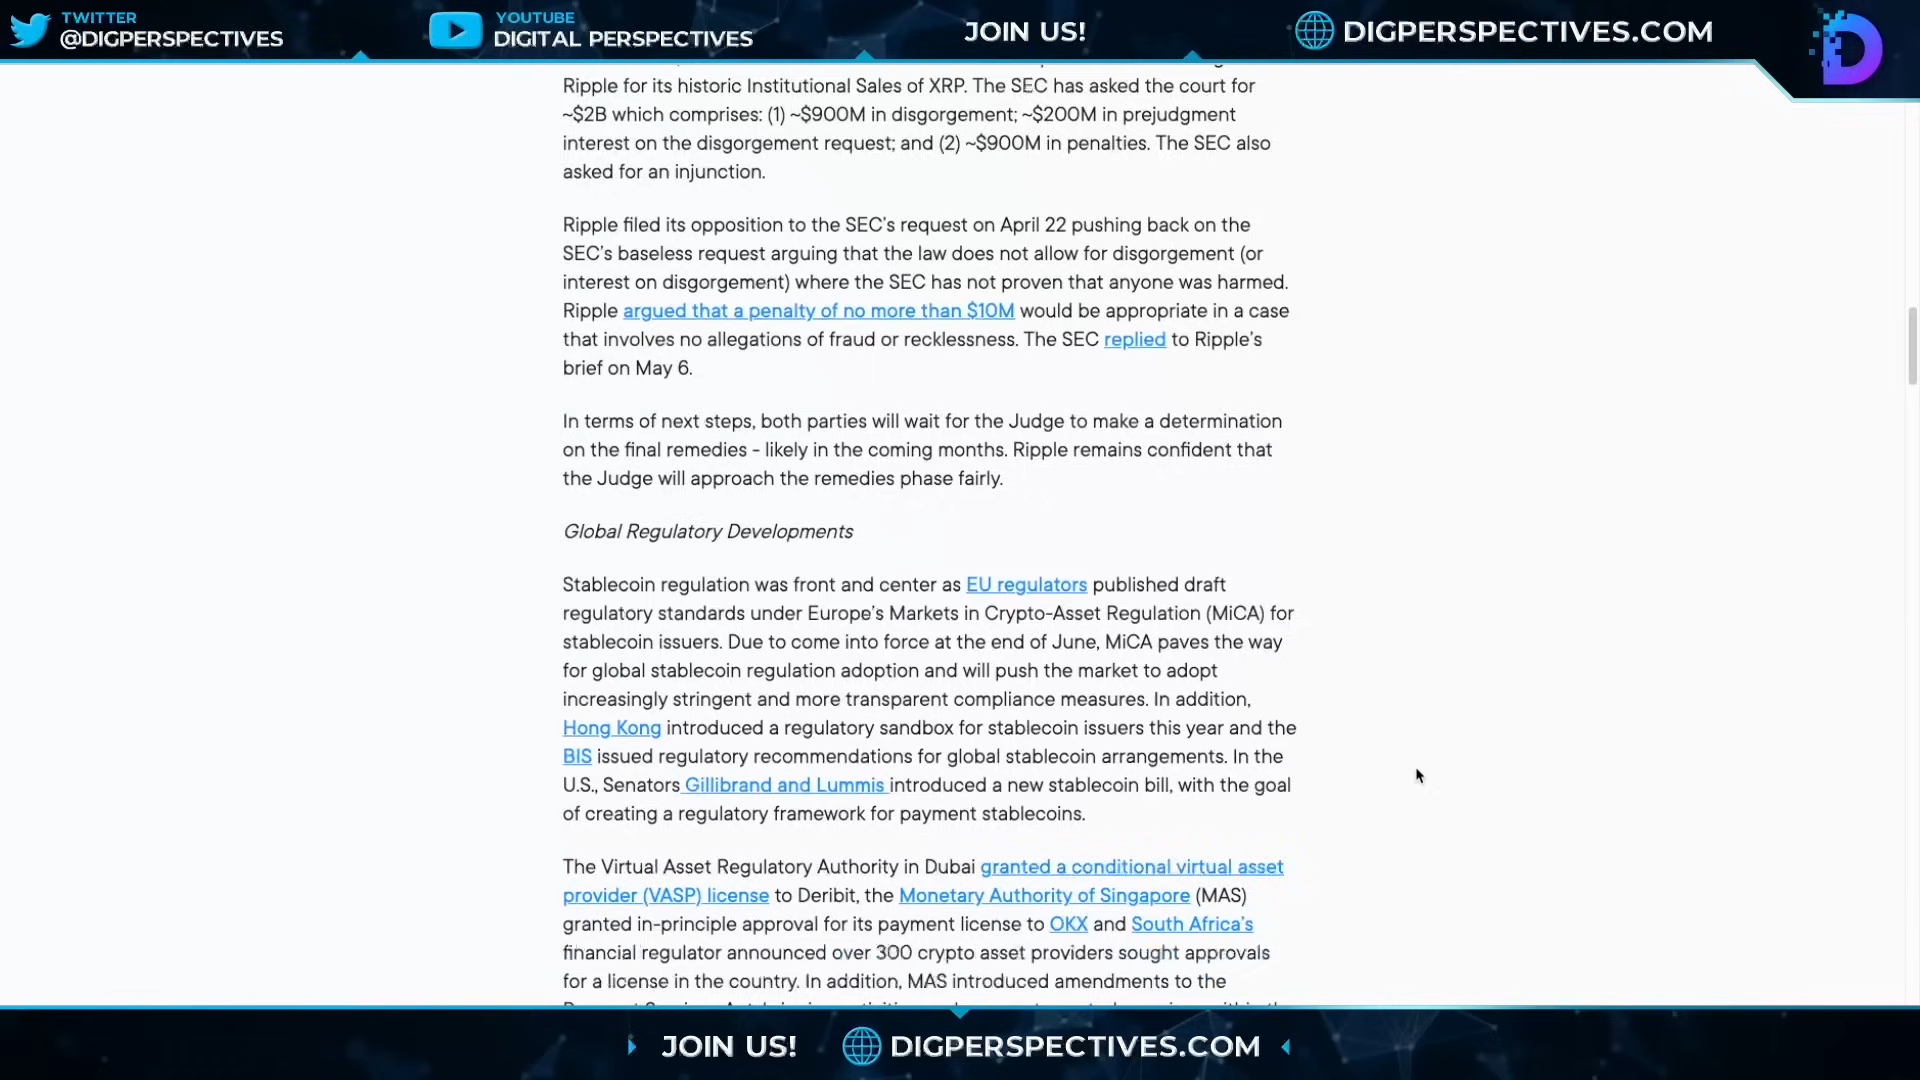 TWITTER
@DIGPERSPECTIVES
YOUTUBE
DIGITAL PERSPECTIVES
JOIN US!
DIGPERSPECTIVES.COM
Ripple for its historic Institutional Sales of XRP. The SEC has asked the court for
~$2B which comprises: (1) ~$900M in disgorgement; ~$200M in prejudgment
interest on the disgorgement request; and (2) ~$900M in penalties. The SEC also
asked for an injunction.
Ripple filed its opposition to the SEC's request on April 22 pushing back on the
SEC's baseless request arguing that the law does not allow for disgorgement (or
interest on disgorgement) where the SEC has not proven that anyone was harmed.
Ripple argued that a penalty of no more than $10M would be appropriate in a case
that involves no allegations of fraud or recklessness. The SEC replied to Ripple's
brief on May 6.
In terms of next steps, both parties will wait for the Judge to make a determination
on the final remedies - likely in the coming months. Ripple remains confident that
the Judge will approach the remedies phase fairly.
Global Regulatory Developments
Stablecoin regulation was front and center as EU regulators published draft
regulatory standards under Europe's Markets in Crypto-Asset Regulation (MiCA) for
stablecoin issuers. Due to come into force at the end of June, MiCA paves the way
for global stablecoin regulation adoption and will push the market to adopt
increasingly stringent and more transparent compliance measures. In addition,
Hong Kong introduced a regulatory sandbox for stablecoin issuers this year and the
BIS issued regulatory recommendations for global stablecoin arrangements. In the
U.S., Senators Gillibrand and Lummis introduced a new stablecoin bill, with the goal
of creating a regulatory framework for payment stablecoins.
The Virtual Asset Regulatory Authority in Dubai granted a conditional virtual asset
provider (VASP) license to Deribit, the Monetary Authority of Singapore (MAS)
granted in-principle approval for its payment license to OKX and South Africa's
financial regulator announced over 300 crypto asset providers sought approvals
for a license in the country. In addition, MAS introduced amendments to the
JOIN US!
DIGPERSPECTIVES.COM